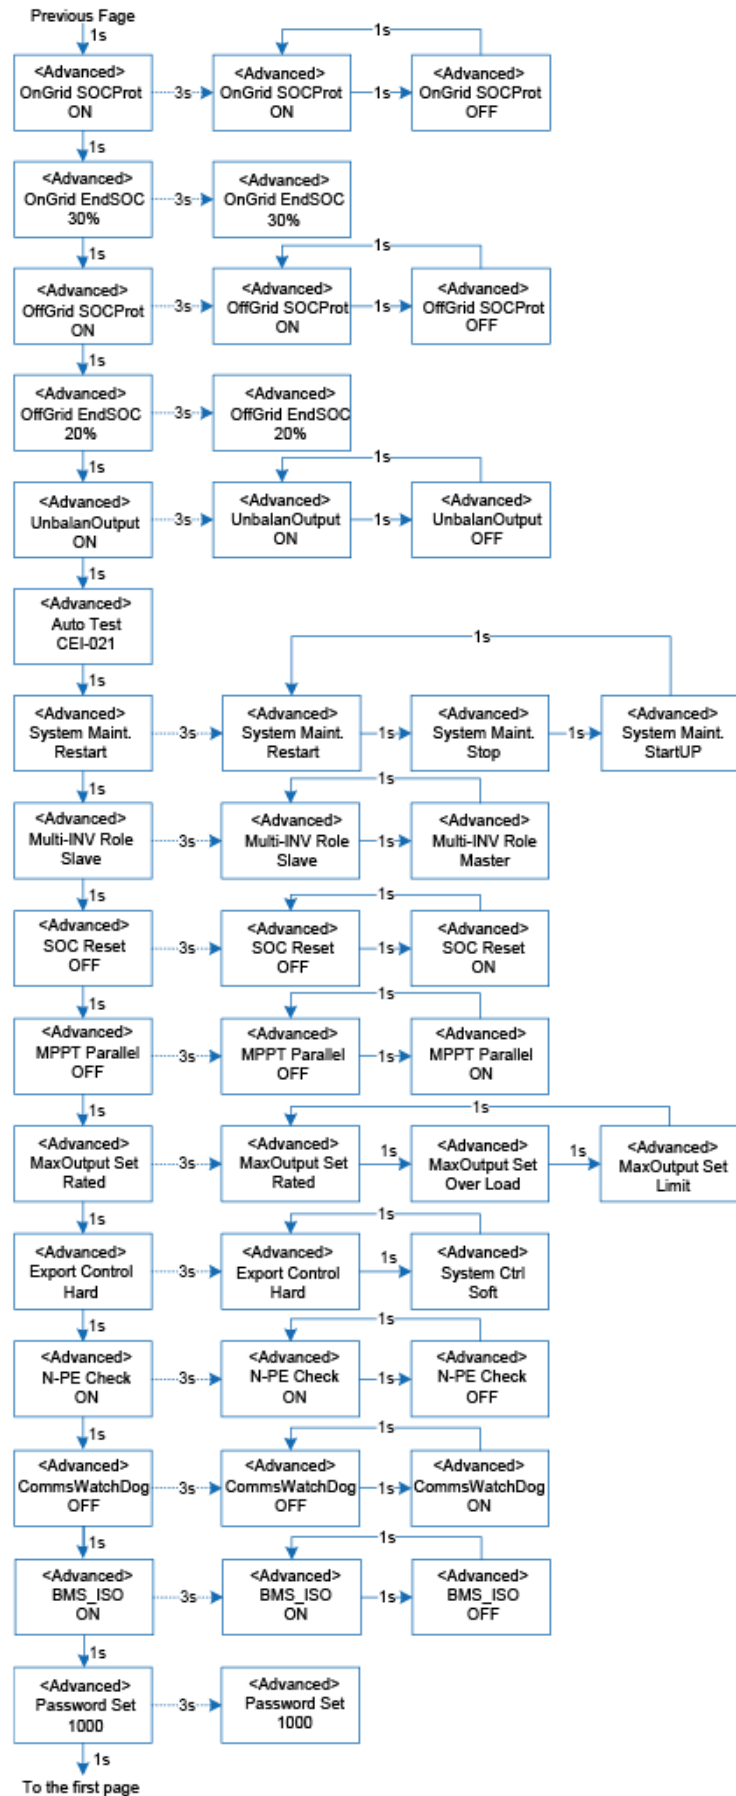 Previous Fage
1s
1s
<Advanced>
OnGrid SOCProt
ON
3s
<Advanced>
OnGrid SOCProt
ON
1s
<Advanced>
OnGrid SOCProt
OFF
1s
<Advanced>
OnGrid EndSOC
30%
3s
<Advanced>
OnGrid EndSOC
30%
1s
1s
<Advanced>
OffGrid SOCProt
ON
3s
<Advanced>
OffGrid SOCProt
ON
1s
<Advanced>
OffGrid SOCProt
OFF
1s
<Advanced>
OffGrid EndSOC
20%
3s
<Advanced>
OffGrid EndSOC
20%
1s
1s
<Advanced>
UnbalanOutput
ON
3s
<Advanced>
UnbalanOutput
ON
1s
<Advanced>
UnbalanOutput
OFF
1s
<Advanced>
Auto Test
CEI-021
1s
1s
<Advanced>
System Maint.
Restart
3s
<Advanced>
System Maint.
Restart
1s
<Advanced>
System Maint.
Stop
1s
<Advanced>
System Maint.
StartUP
1s
1s
<Advanced>
Multi-INV Role
Slave
3s
<Advanced>
Multi-INV Role
Slave
1s
<Advanced>
Multi-INV Role
Master
1s
1s
<Advanced>
SOC Reset
OFF
3s
<Advanced>
SOC Reset
OFF
1s
<Advanced>
SOC Reset
ON
1s
1s
<Advanced>
MPPT Parallel
OFF
3s
<Advanced>
MPPT Parallel
OFF
1s
<Advanced>
MPPT Parallel
ON
1s
1s
<Advanced>
MaxOutput Set
Rated
3s
<Advanced>
MaxOutput Set
Rated
1s
<Advanced>
MaxOutput Set
Over Load
1s
<Advanced>
MaxOutput Set
Limit
1s
1s
<Advanced>
Export Control
Hard
3s
<Advanced>
Export Control
Hard
1s
<Advanced>
System Ctrl
Soft
1s
1s
<Advanced>
N-PE Check
ON
3s
<Advanced>
N-PE Check
ON
1s
<Advanced>
N-PE Check
OFF
1s
1s
<Advanced>
CommsWatchDog
OFF
3s
<Advanced>
CommsWatchDog
OFF
1s
<Advanced>
CommsWatchDog
ON
1s
1s
<Advanced>
BMS_ISO
ON
3s
<Advanced>
BMS_ISO
ON
1s
<Advanced>
BMS_ISO
OFF
1s
<Advanced>
Password Set
1000
3s
<Advanced>
Password Set
1000
1s
To the first page